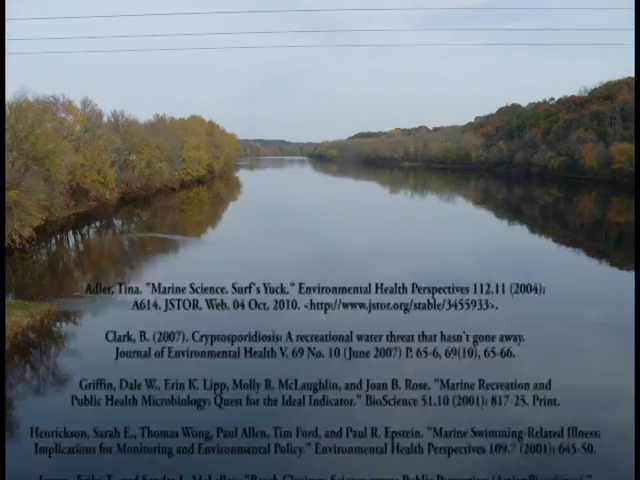 Adler, Tina. "Marine Science. Surf's Yuck." Environmental Health Perspectives 112.11 (2004):
A614. JSTOR, Web. 04 Oct. 2010. <http://www.jstor.org/stable/3455933>.
Clark, B. (2007). Cryptosporidiosis: A recreational water threat that hasn't gone away.
Journal of Environmental Health V. 69 No. 10 (June 2007) P. 65-6, 69(10), 65-66.
Griffin, Dale W., Erin K. Lipp, Molly R. McLaughlin, and Joan B. Rose. "Marine Recreation and
Public Health Microbiology: Quest for the Ideal Indicator." BioScience 51.10 (2001): 817-25. Print.
Henrickson, Sarah E., Thomas Wong, Paul Allen, Tim Ford, and Paul R. Epstein. "Marine Swimming-Related Illness:
Implications for Monitoring and Environmental Policy." Environmental Health Perspectives 109.7 (2001): 645-50.